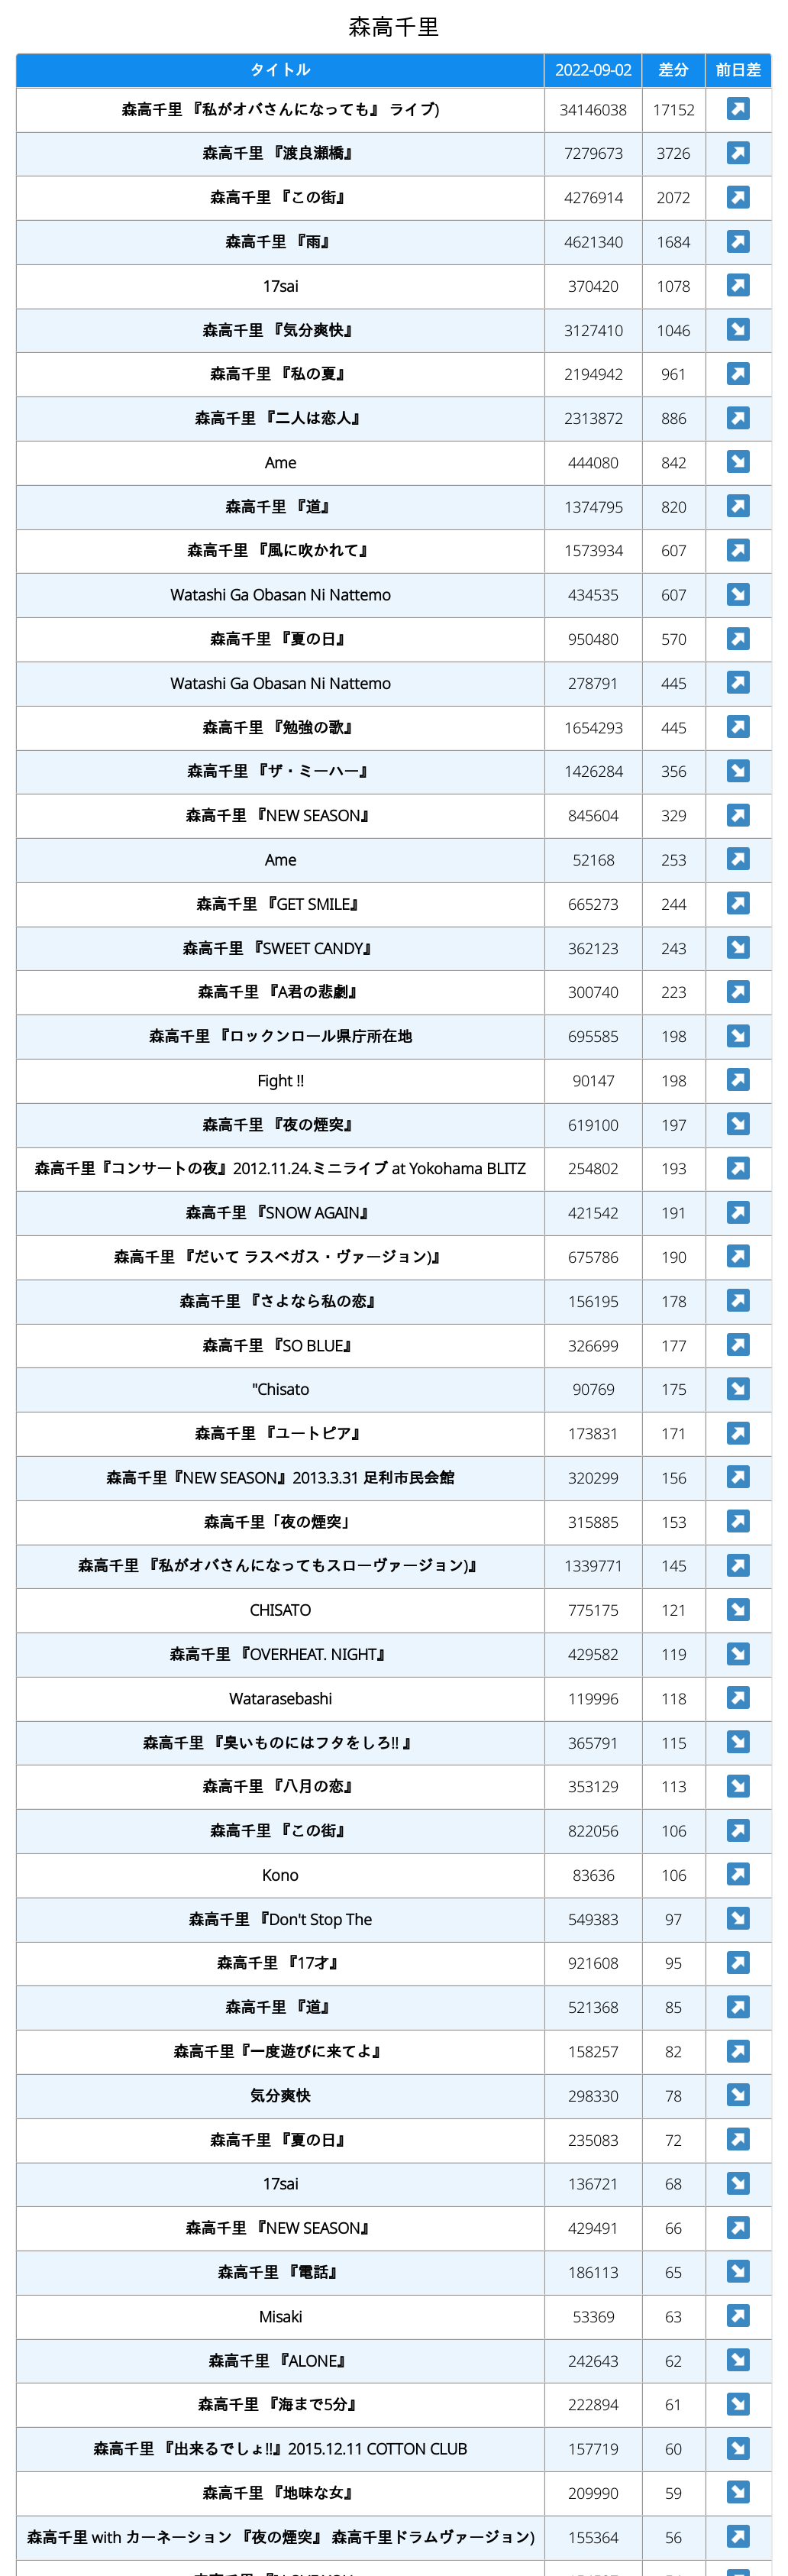 森高千里
タイトル 2022-09-02 差分 前日差
森高千里 『私がオバさんになっても』 ライブ) 34146038 17152
森高千里 『渡良瀬橋』 7279673 3726
森高千里 『この街』 4276914 2072
森高千里 『雨』 4621340 1684
17sai 370420 1078
森高千里 『気分爽快』 3127410 1046
森高千里 『私の夏』 2194942 961
森高千里 『二人は恋人』 2313872 886
Ame 444080 842
森高千里 『道』 1374795 820
森高千里 『風に吹かれて』 1573934 607
Watashi Ga Obasan Ni Nattemo 434535 607
森高千里 『夏の日』 950480 570
Watashi Ga Obasan Ni Nattemo 278791 445
森高千里 『勉強の歌』 1654293 445
森高千里 『ザ・ミーハー』 1426284 356
森高千里 『NEW SEASON』 845604 329
Ame 52168 253
森高千里 『GET SMILE』 665273 244
森高千里 『SWEET CANDY』 362123 243
森高千里 『A君の悲劇』 300740 223
森高千里 『ロックンロール県庁所在地 695585 198
Fight !! 90147 198
森高千里 『夜の煙突』 619100 197
森高千里『コンサートの夜』2012.11.24.ミニライブ at Yokohama BLITZ 254802 193
森高千里 『SNOW AGAIN』 421542 191
森高千里 『だいて ラスベガス・ヴァージョン)』 675786 190
森高千里 『さよなら私の恋』 156195 178
森高千里 『SO BLUE』 326699 177
"Chisato 90769 175
森高千里 『ユートピア』 173831 171
森高千里『NEW SEASON』2013.3.31 足利市民会館 320299 156
森高千里「夜の煙突」 315885 153
森高千里 『私がオバさんになってもスローヴァージョン)』 1339771 145
CHISATO 775175 121
森高千里 『OVERHEAT. NIGHT』 429582 119
Watarasebashi 119996 118
森高千里 『臭いものにはフタをしろ!! 』 365791 115
森高千里 『八月の恋』 353129 113
森高千里 『この街』 822056 106
Kono 83636 106
森高千里 『Don't Stop The 549383 97
森高千里 『17才』 921608 95
森高千里 『道』 521368 85
森高千里『一度遊びに来てよ』 158257 82
気分爽快 298330 78
森高千里 『夏の日』 235083 72
17sai 136721 68
森高千里 『NEW SEASON』 429491 66
森高千里 『電話』 186113 65
Misaki 53369 63
森高千里 『ALONE』 242643 62
森高千里 『海まで5分』 222894 61
森高千里 『出来るでしょ!!』2015.12.11 COTTON CLUB 157719 60
森高千里 『地味な女』 209990 59
森高千里 with カーネーション 『夜の煙突』 森高千里ドラムヴァージョン) 155364 56